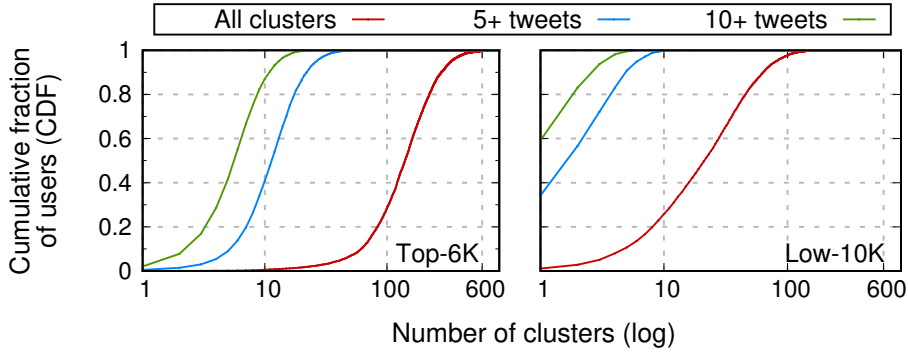 All clusters 5+ tweets 10+ tweets
Cumulative fraction
of users (CDF)
1
0.8
0.6
0.4
0.2
0
1 10 100 600
Top-6K
1 10 100 600
Low-10K
Number of clusters (log)